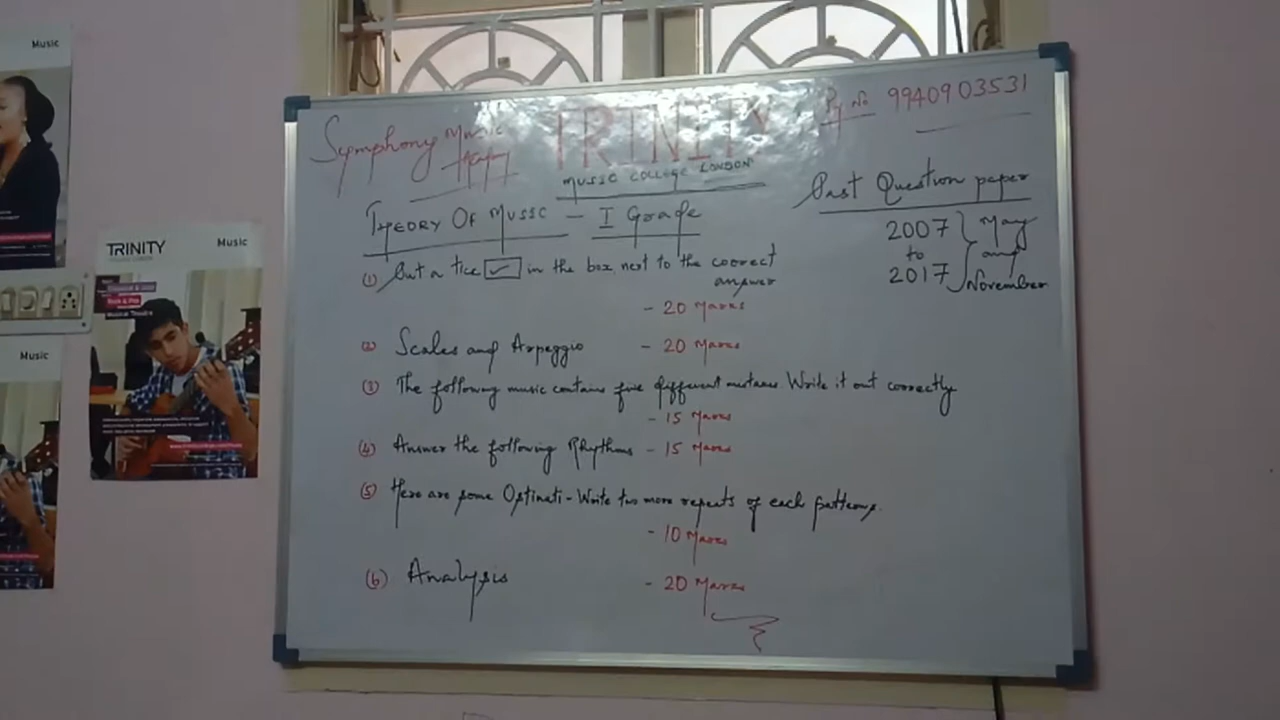 Music
TRINITY
Music
Music
Symphony Music
TRINITY
MUSIC COLLEGE LONDON
Py No 9940903531
Past Question paper
2007 to 2017 } May and November
THEORY OF MUSIC – I Grade
(1) Put a tick ✓ in the box next to the correct
answer
- 20 Marks
(2) Scales and Arpeggio - 20 Marks
(3) The following music contains five different mistakes Write it out correctly
- 15 Marks
(4) Answer the following Rhythms - 15 Marks
(5) Here are some Ostinati - Write two more repeats of each patterns.
- 10 Marks
(6) Analysis - 20 Marks